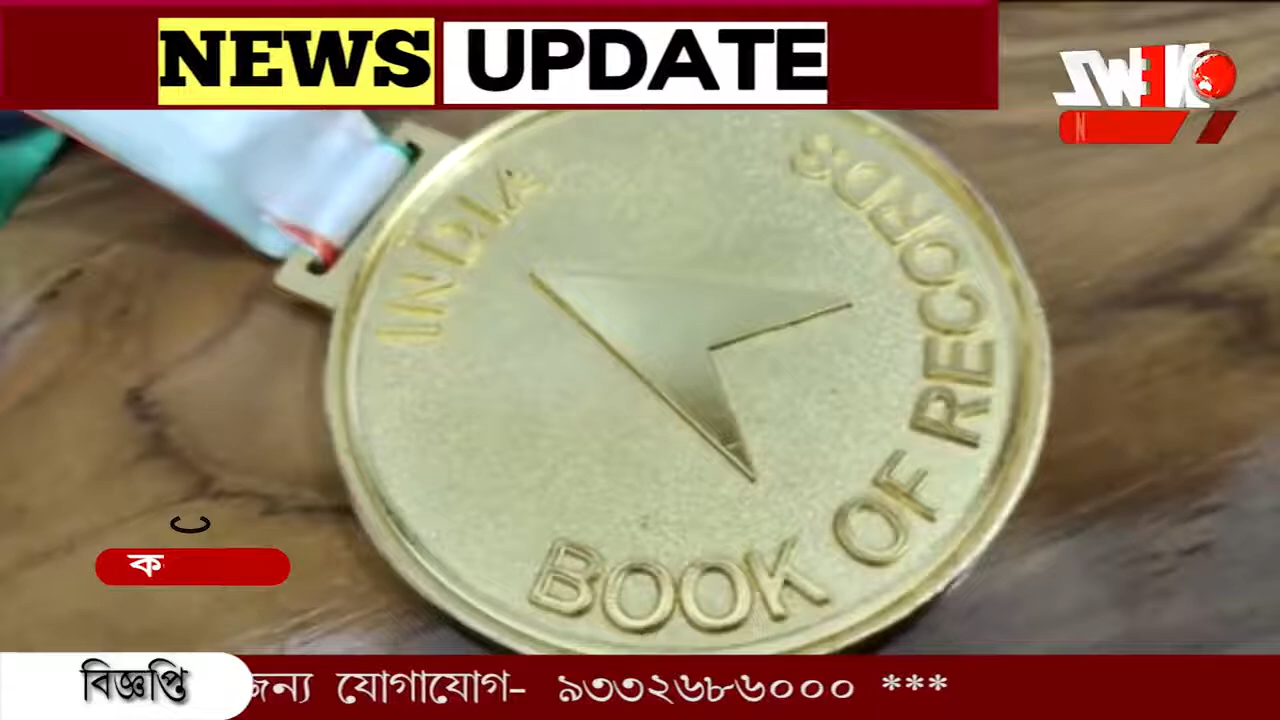 NEWS UPDATE
INDIA
BOOK OF RECORDS
ক
বিজ্ঞপ্তি
জন্য যোগাযোগ- ৯৩৩২৬৮৬০০০ ***